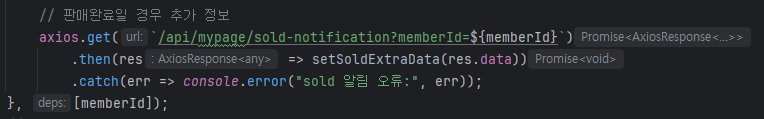 // 판매완료일 경우 추가 정보
axios.get( url: `/api/mypage/sold-notification?memberId=${memberId}`) Promise<AxiosResponse<...>>
.then(res : AxiosResponse<any> => setSoldExtraData(res.data)) Promise<void>
.catch(err => console.error("sold 알림 오류:", err));
}, deps: [memberId]);